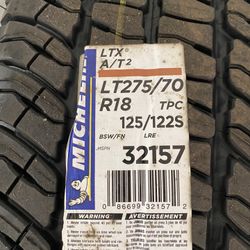 MICHELIN
LTX®
A/T²
LT275/70
R18 TPC
125/122S
BSW/FN LRE
MSPN
32157
0 86699 32157 2
WARNING AVERTISSEMENT